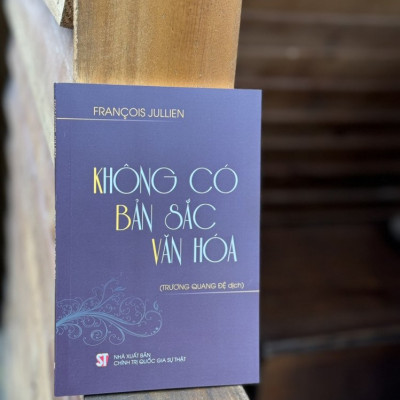 FRANÇOIS JULLIEN
KHÔNG CÓ
BẢN SẮC
VĂN HÓA
(TRƯƠNG QUANG ĐỆ dịch)
ST
NHÀ XUẤT BẢN
CHÍNH TRỊ QUỐC GIA SỰ THẬT